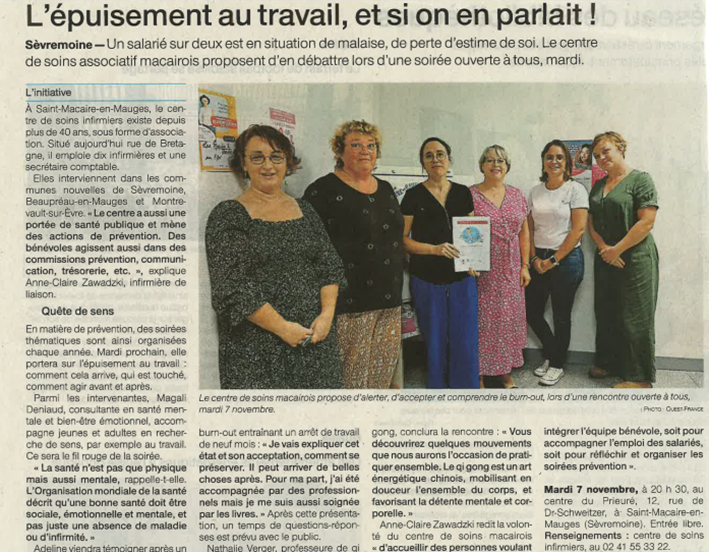 L'épuisement au travail, et si on en parlait !
Sèvremoine — Un salarié sur deux est en situation de malaise, de perte d'estime de soi. Le centre
de soins associatif macairois proposent d'en débattre lors d'une soirée ouverte à tous, mardi.
L'initiative
À Saint-Macaire-en-Mauges, le cen-
tre de soins infirmiers existe depuis
plus de 40 ans, sous forme d'associa-
tion. Situé aujourd'hui rue de Breta-
gne, il emploie dix infirmières et une
secrétaire comptable.
Elles interviennent dans les com-
munes nouvelles de Sèvremoine,
Beaupréau-en-Mauges et Montre-
vault-sur-Èvre. « Le centre a aussi une
portée de santé publique et mène
des actions de prévention. Des
bénévoles agissent aussi dans des
commissions prévention, communi-
cation, trésorerie, etc. », explique
Anne-Claire Zawadzki, infirmière de
liaison.
Quête de sens
En matière de prévention, des soirées
thématiques sont ainsi organisées
chaque année. Mardi prochain, elle
portera sur l'épuisement au travail :
comment cela arrive, qui est touché,
comment agir avant et après.
Parmi les intervenantes, Magali
Deniaud, consultante en santé men-
tale et bien-être émotionnel, accom-
pagne jeunes et adultes en recher-
che de sens, par exemple au travail.
Ce sera le fil rouge de la soirée.
« La santé n'est pas que physique
mais aussi mentale, rappelle-t-elle.
L'Organisation mondiale de la santé
décrit qu'une bonne santé doit être
sociale, émotionnelle et mentale, et
pas juste une absence de maladie
ou d'infirmité. »
Adeline viendra témoigner après un
Le centre de soins macairois propose d'alerter, d'accepter et comprendre le burn-out, lors d'une rencontre ouverte à tous,
mardi 7 novembre.
| PHOTO : OUEST-FRANCE
burn-out entraînant un arrêt de travail
de neuf mois : « Je vais expliquer cet
état et son acceptation, comment se
préserver. Il peut arriver de belles
choses après. Pour ma part, j'ai été
accompagnée par des profession-
nels mais je me suis aussi soignée
par les livres. » Après cette présenta-
tion, un temps de questions-répon-
ses est prévu avec le public.
Nathalie Verger, professeure de qi
gong, conclura la rencontre : « Vous
découvrirez quelques mouvements
que nous aurons l'occasion de prati-
quer ensemble. Le qi gong est un art
énergétique chinois, mobilisant en
douceur l'ensemble du corps, et
favorisant la détente mentale et cor-
porelle. »
Anne-Claire Zawadzki redit la volon-
té du centre de soins macairois
« d'accueillir des personnes voulant
intégrer l'équipe bénévole, soit pour
accompagner l'emploi des salariés,
soit pour réfléchir et organiser les
soirées prévention ».
Mardi 7 novembre, à 20 h 30, au
centre du Prieuré, 12, rue de
Dr-Schweitzer, à Saint-Macaire-en-
Mauges (Sèvremoine). Entrée libre.
Renseignements : centre de soins
infirmiers, au 02 41 55 33 22.